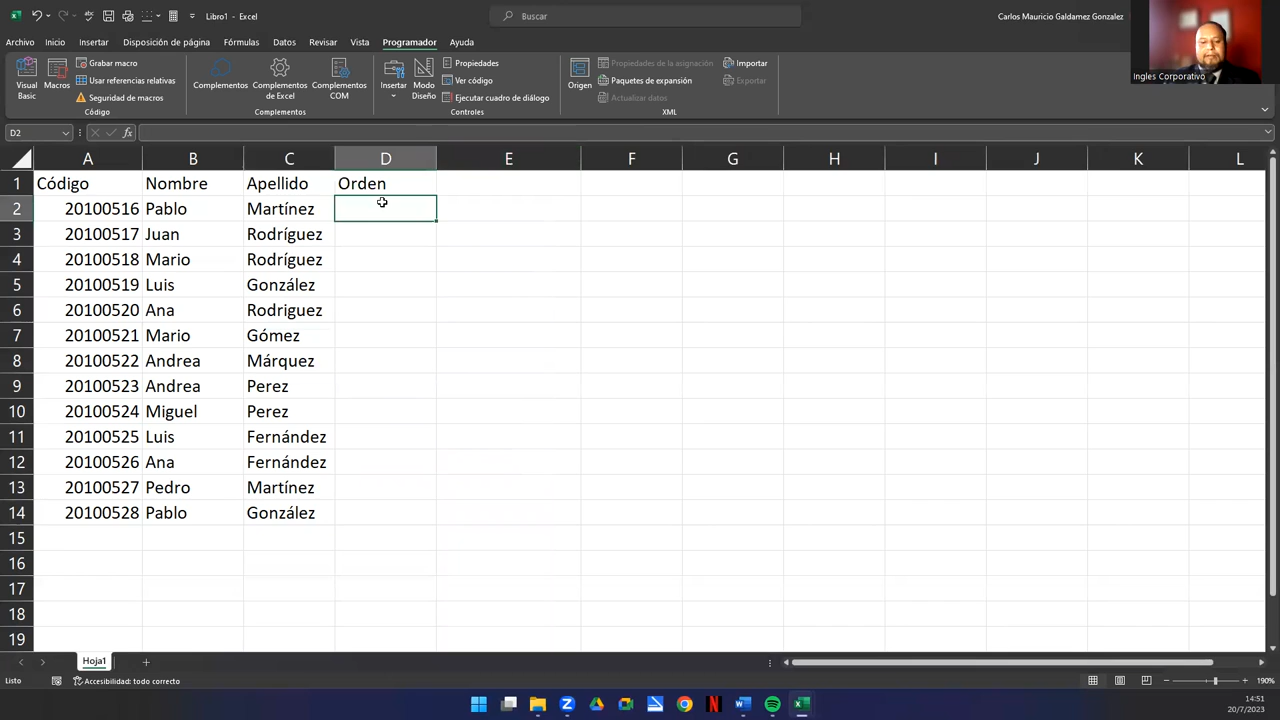 Libro1 - Excel
Buscar
Carlos Mauricio Galdamez Gonzalez
Ingles Corporativo
Archivo Inicio Insertar Disposición de página Fórmulas Datos Revisar Vista Programador Ayuda
Visual Basic
Macros
Grabar macro
Usar referencias relativas
Seguridad de macros
Código
Complementos
Complementos de Excel
Complementos COM
Complementos
Insertar
Modo Diseño
Propiedades
Ver código
Ejecutar cuadro de diálogo
Controles
Origen
Propiedades de la asignación
Paquetes de expansión
Actualizar datos
Importar
Exportar
XML
D2
fx
A B C D E F G H I J K L
1 Código Nombre Apellido Orden
2 20100516 Pablo Martínez
3 20100517 Juan Rodríguez
4 20100518 Mario Rodríguez
5 20100519 Luis González
6 20100520 Ana Rodriguez
7 20100521 Mario Gómez
8 20100522 Andrea Márquez
9 20100523 Andrea Perez
10 20100524 Miguel Perez
11 20100525 Luis Fernández
12 20100526 Ana Fernández
13 20100527 Pedro Martínez
14 20100528 Pablo González
15
16
17
18
19
Hoja1
Listo
Accesibilidad: todo correcto
190%
14:51
20/7/2023